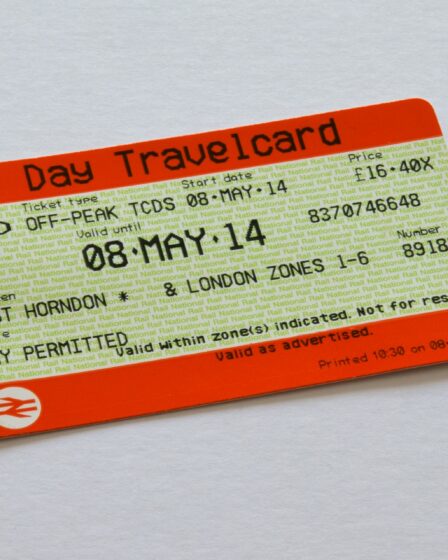 Day Travelcard
Ticket type Start date Price
OFF-PEAK TCDS 08·MAY·14 £16·40X
Valid until 8370746648
08·MAY·14 Number
8918
HORNDON * & LONDON ZONES 1-6
PERMITTED Valid within zone(s) indicated. Not for
Valid as advertised.
Printed 10:30 on 08